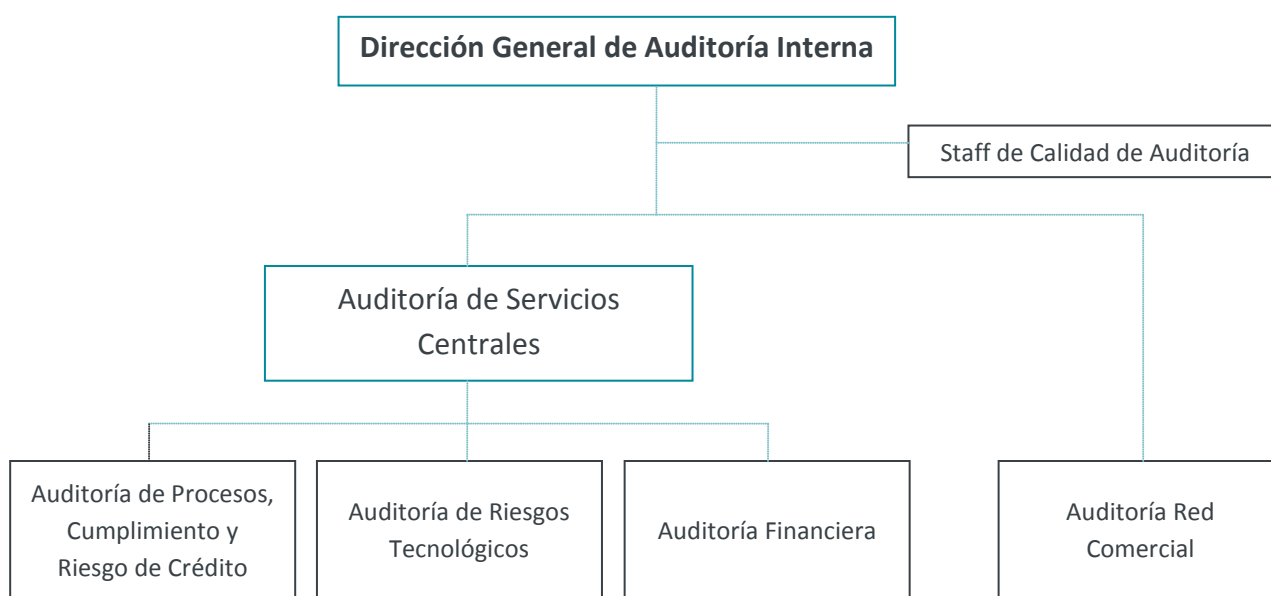 Dirección General de Auditoría Interna
Staff de Calidad de Auditoría
Auditoría de Servicios
Centrales
Auditoría de Procesos,
Cumplimiento y
Riesgo de Crédito
Auditoría de Riesgos
Tecnológicos
Auditoría Financiera
Auditoría Red
Comercial